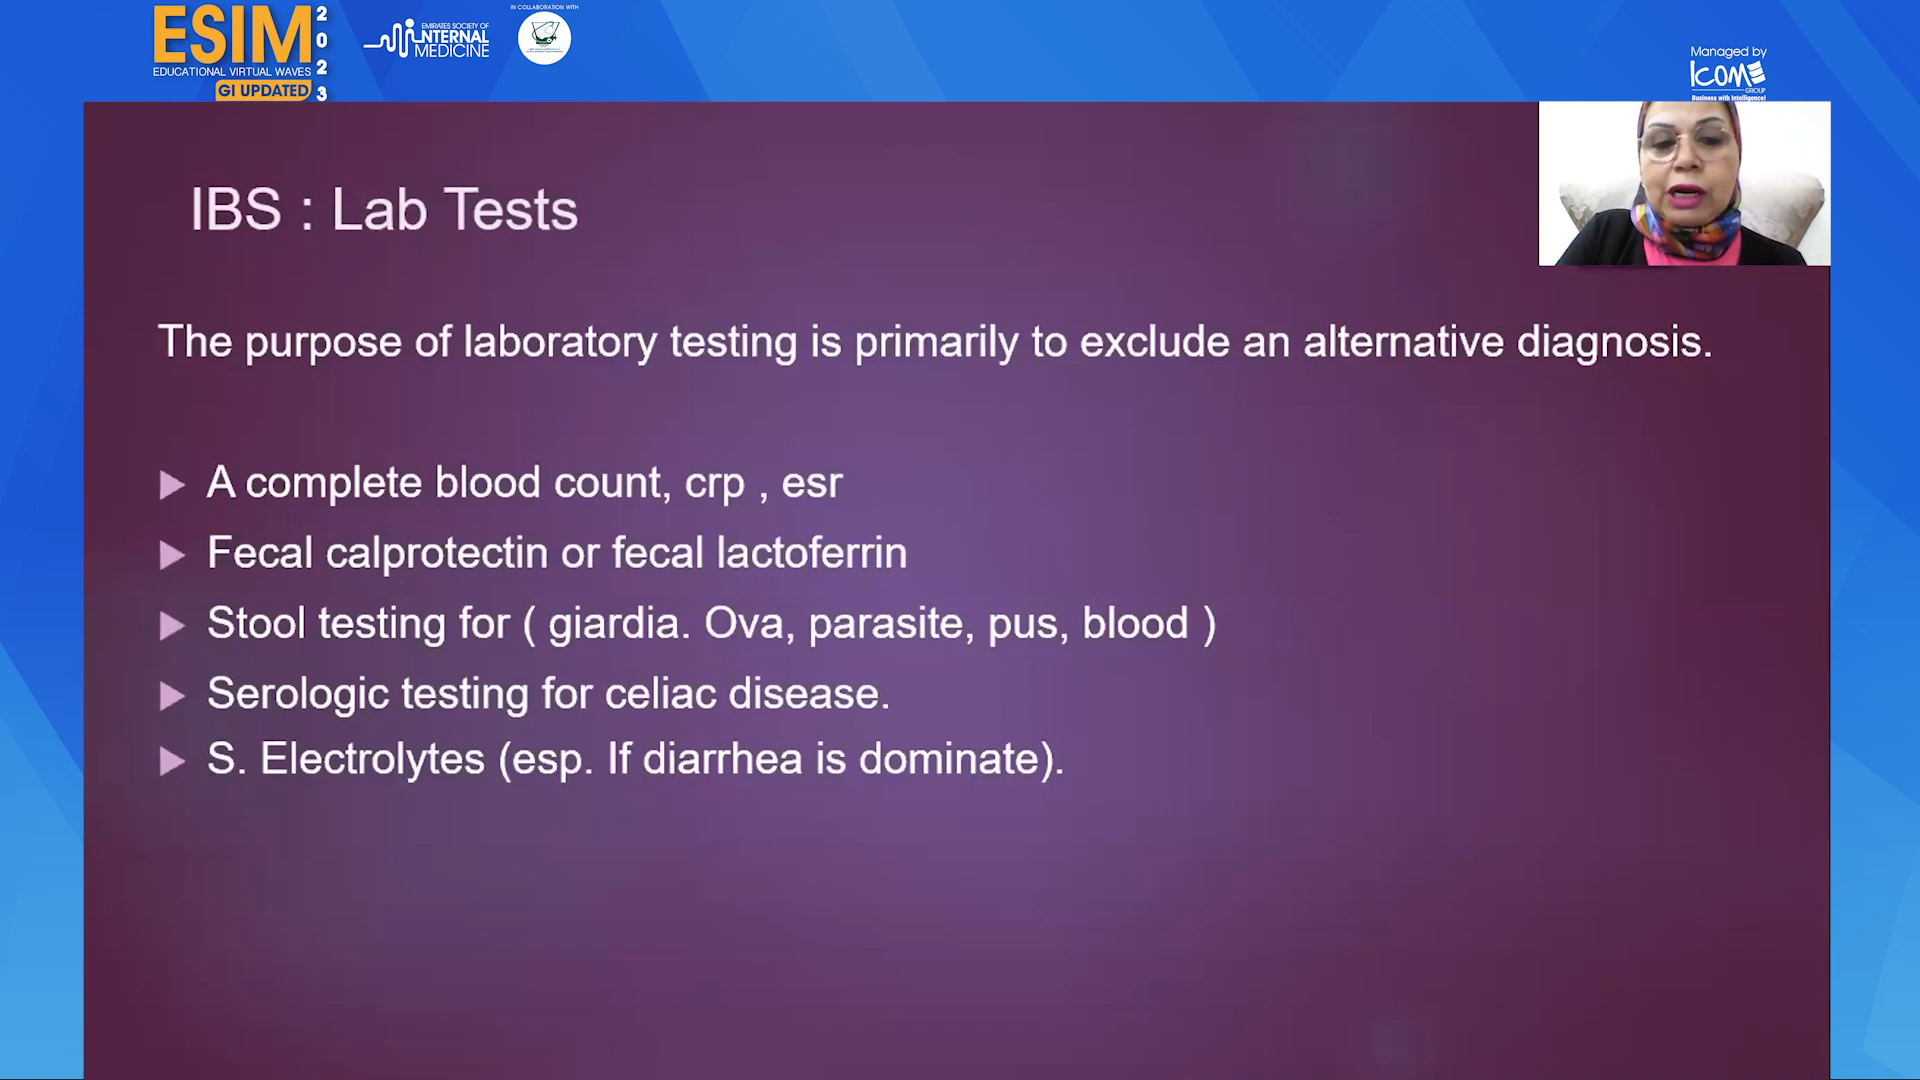 ESIM
2023
EDUCATIONAL VIRTUAL WAVES
GI UPDATED
EMIRATES SOCIETY OF
INTERNAL
MEDICINE
IN COLLABORATION WITH
Managed by
ICOME
GROUP
Business with Intelligence!
IBS : Lab Tests
The purpose of laboratory testing is primarily to exclude an alternative diagnosis.
A complete blood count, crp , esr
Fecal calprotectin or fecal lactoferrin
Stool testing for ( giardia. Ova, parasite, pus, blood )
Serologic testing for celiac disease.
S. Electrolytes (esp. If diarrhea is dominate).